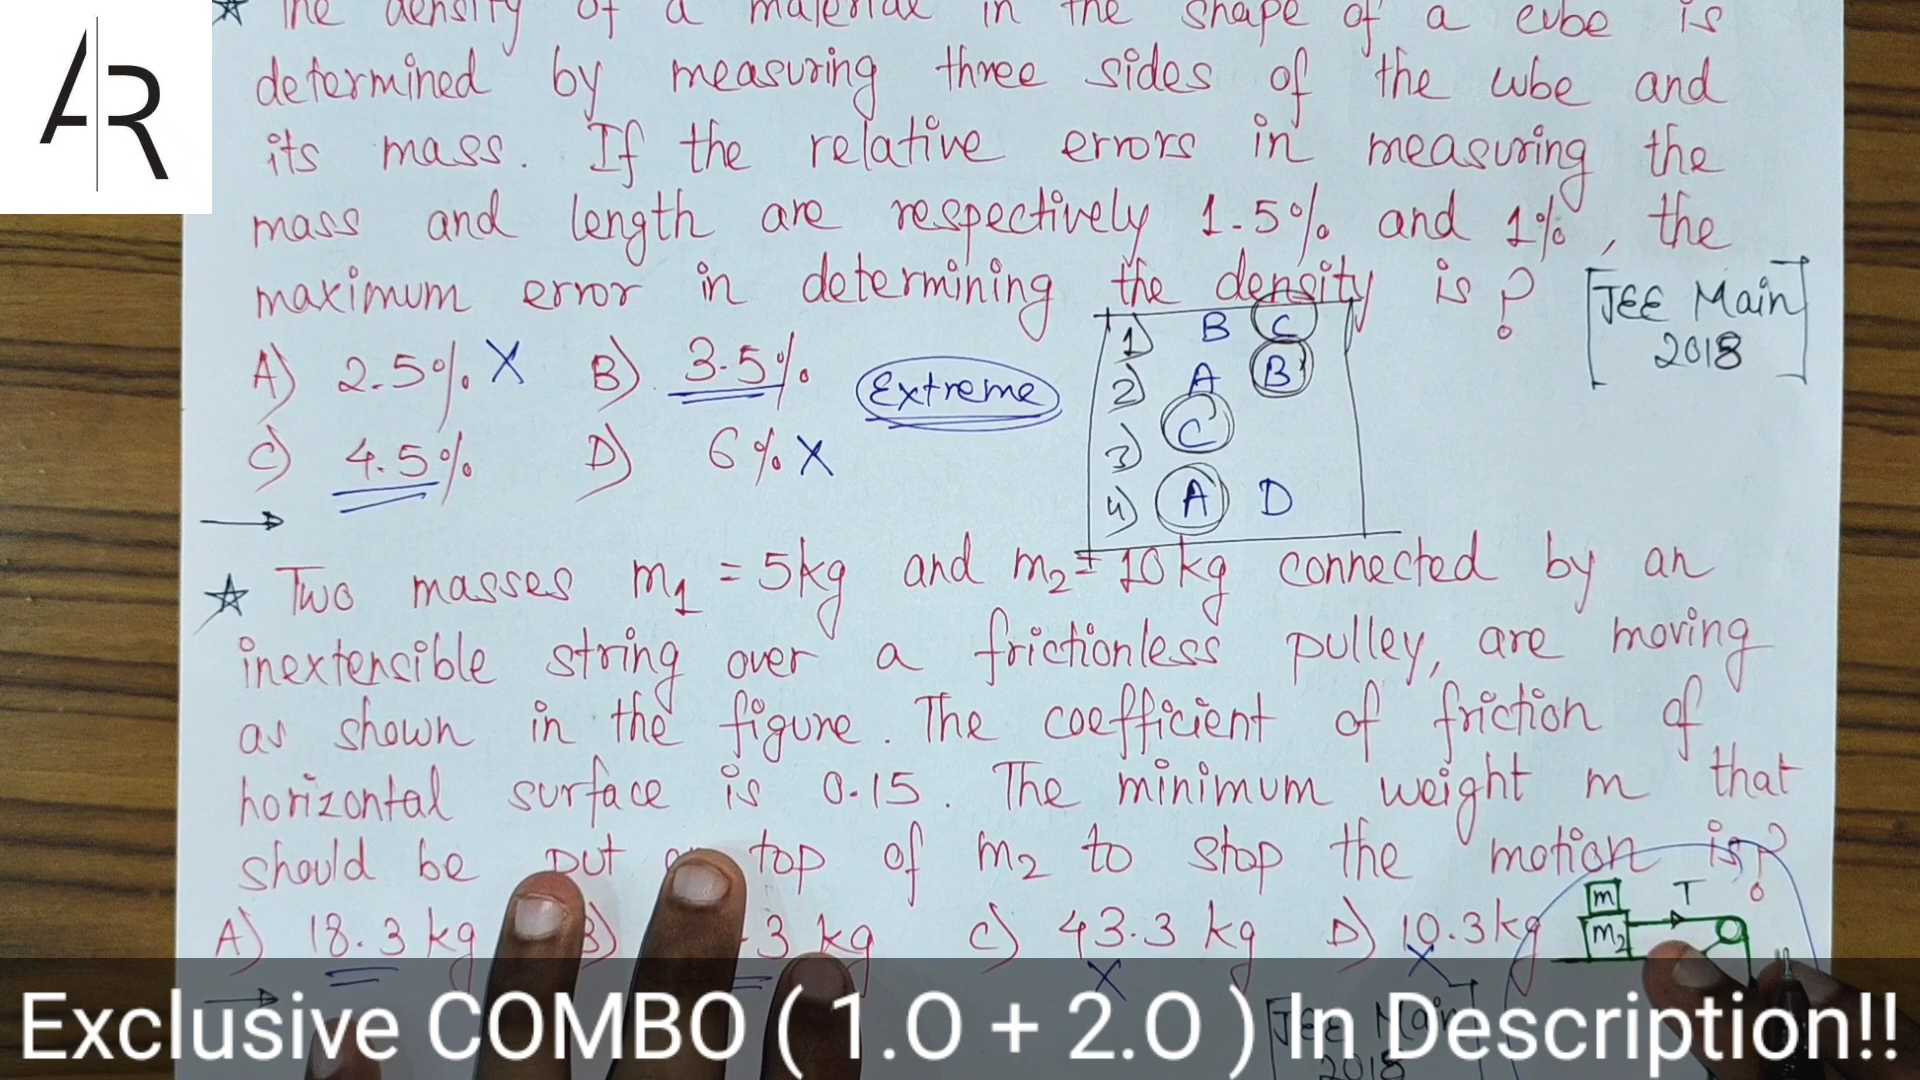 AR
The density of a material in the shape of a cube is
determined by measuring three sides of the cube and
its mass. If the relative errors in measuring the
mass and length are respectively 1.5% and 1%, the
maximum error in determining the density is?
[JEE Main
2018]
A) 2.5% X B) 3.5%
Extreme
C) 4.5% D) 6% X
1) B C
2) A B
3) C
4) A D
Two masses m1 = 5kg and m2 = 10kg connected by an
inextensible string over a frictionless pulley, are moving
as shown in the figure. The coefficient of friction of
horizontal surface is 0.15. The minimum weight m that
should be put top of m2 to stop the motion is?
A) 18.3 kg B) .3 kg C) 43.3 kg D) 10.3kg
X X
m T
m2
[JEE Main
2018
Exclusive COMBO ( 1.O + 2.O ) In Description!!